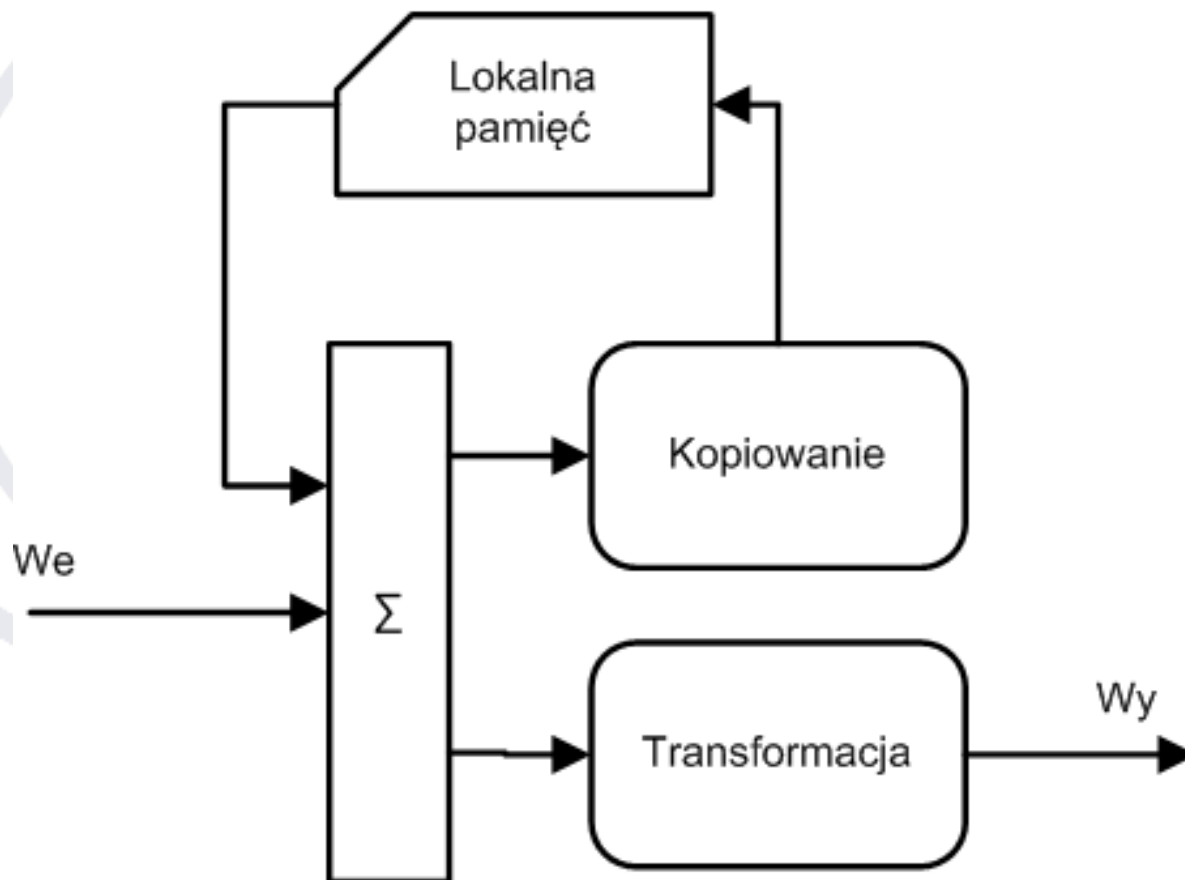 Lokalna
pamięć
Kopiowanie
We
Σ
Wy
Transformacja